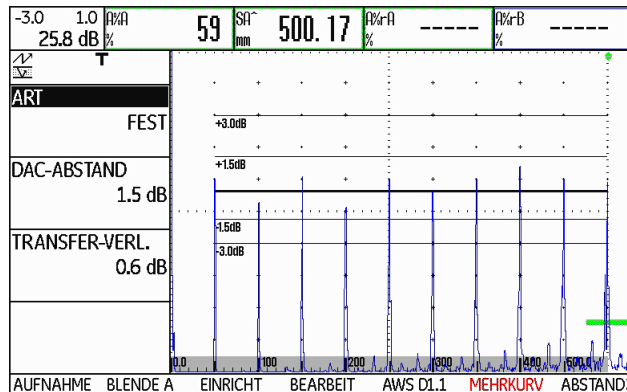 -3.0 1.0
25.8 dB
A%A
%
59
SA^
mm
500.17
A%rA
%
-----
A%rB
%
-----
T
ART
FEST
DAC-ABSTAND
1.5 dB
TRANSFER-VERL.
0.6 dB
+3.0dB
+1.5dB
-1.5dB
-3.0dB
0.0 100 200 300 400 500.0
AUFNAHME BLENDE A EINRICHT BEARBEIT AWS D1.1 MEHRKURV ABSTAND